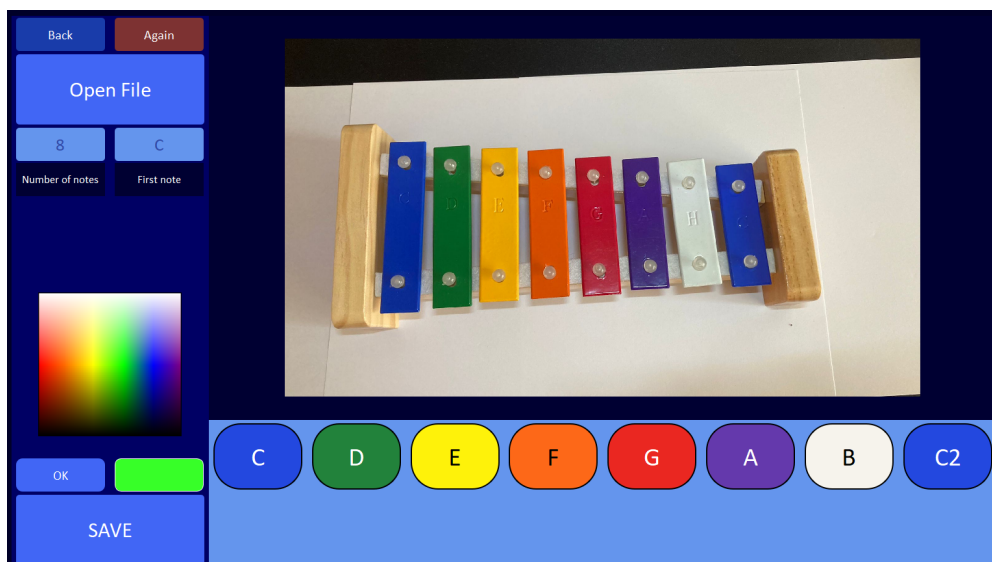 Back
Again
Open File
8
C
Number of notes
First note
D
E
F
G
H
C
D
E
F
G
A
B
C2
OK
SAVE